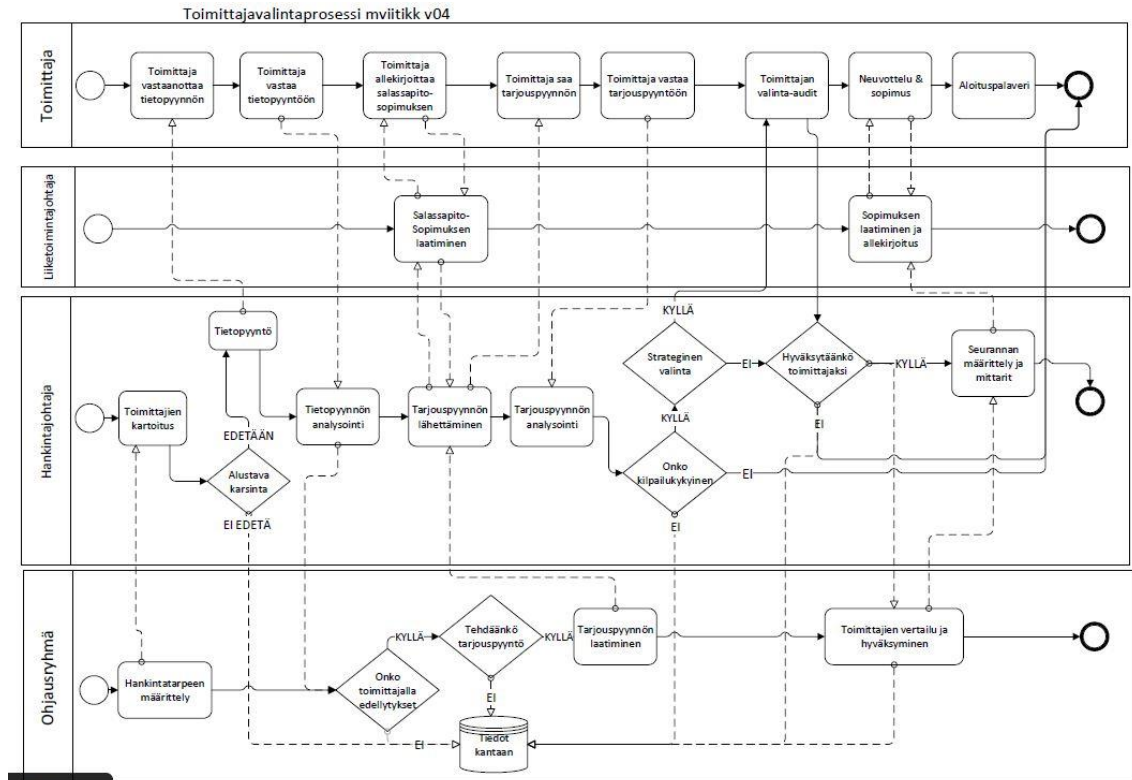 Toimittajavalintaprosessi mviitikk v04
Toimittaja
Toimittaja
vastaanottaa
tietopyynnön
Toimittaja
vastaa
tietopyyntöön
Toimittaja
allekirjoittaa
salassapito-
sopimuksen
Toimittaja saa
tarjouspyynnön
Toimittaja vastaa
tarjouspyyntöön
Toimittajan
valinta-audit
Neuvottelu &
sopimus
Aloituspalaveri
Liiketoimintajohtaja
Salassapito-
Sopimuksen
laatiminen
Sopimuksen
laatiminen ja
allekirjoitus
Hankintajohtaja
Toimittajien
kartoitus
Tietopyyntö
EDETÄÄN
Alustava
karsinta
EI EDETÄ
Tietopyynnön
analysointi
Tarjouspyynnön
lähettäminen
Tarjouspyynnön
analysointi
KYLLÄ
Strateginen
valinta
EI
KYLLÄ
Onko
kilpailukykyinen
EI
EI
Hyväksytäänkö
toimittajaksi
KYLLÄ
EI
Seurannan
määrittely ja
mittarit
Ohjausryhmä
Hankintatarpeen
määrittely
Onko
toimittajalla
edellytykset
KYLLÄ
EI
Tehdäänkö
tarjouspyyntö
KYLLÄ
EI
Tiedot
kantaan
Tarjouspyynnön
laatiminen
Toimittajien vertailu ja
hyväksyminen